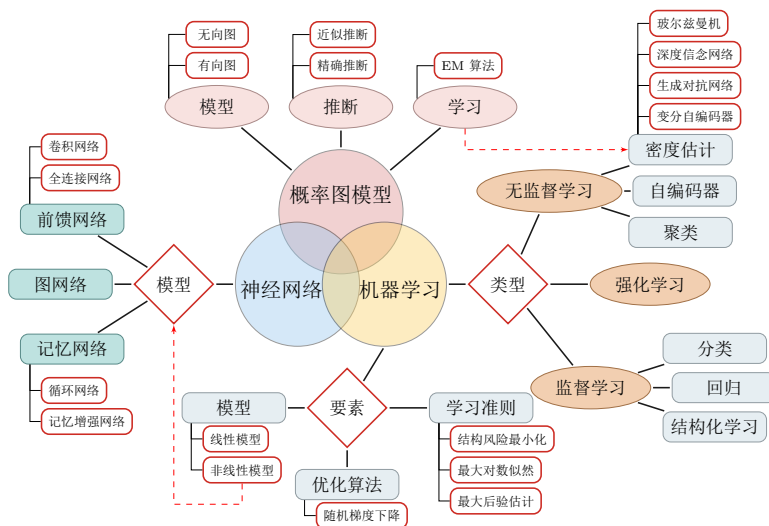 无向图
有向图
模型
近似推断
精确推断
推断
EM 算法
学习
玻尔兹曼机
深度信念网络
生成对抗网络
变分自编码器
密度估计
无监督学习
自编码器
聚类
卷积网络
全连接网络
前馈网络
图网络
记忆网络
循环网络
记忆增强网络
模型
概率图模型
神经网络
机器学习
类型
强化学习
监督学习
分类
回归
结构化学习
要素
模型
线性模型
非线性模型
优化算法
随机梯度下降
学习准则
结构风险最小化
最大对数似然
最大后验估计